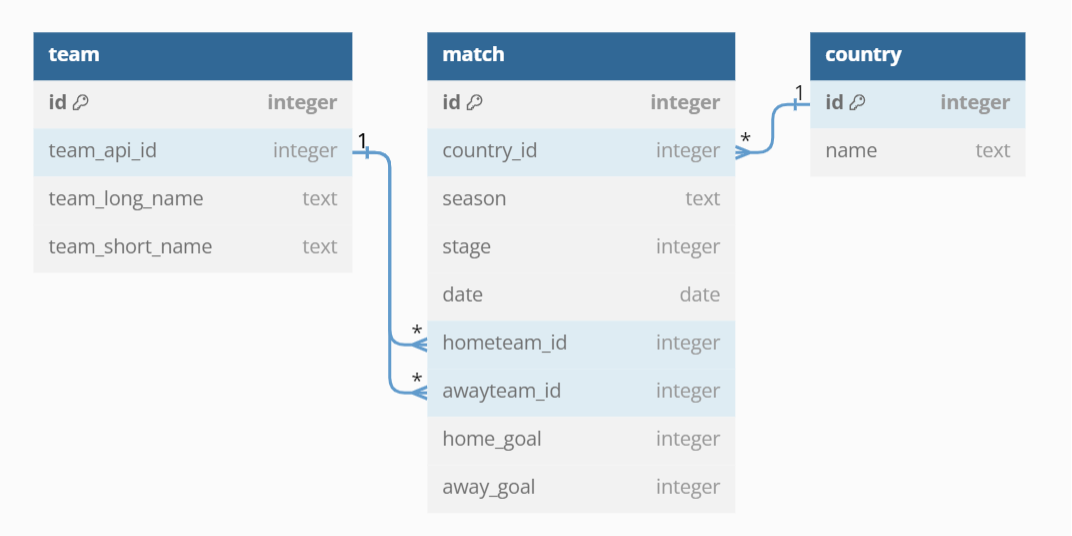 team
id integer
team_api_id integer
team_long_name text
team_short_name text
1
*
*
match
id integer
country_id integer
season text
stage integer
date date
hometeam_id integer
awayteam_id integer
home_goal integer
away_goal integer
*
1
country
id integer
name text